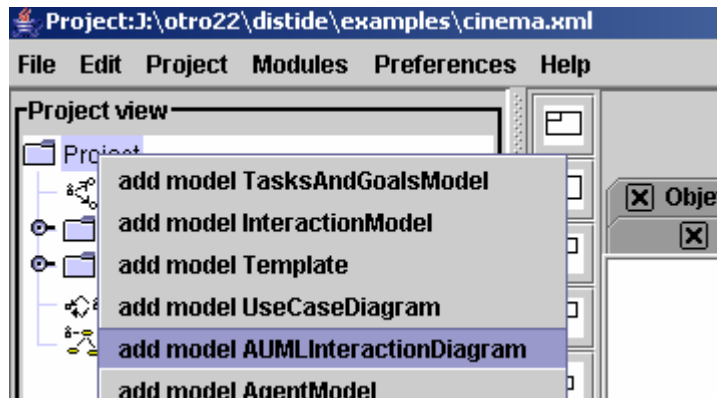 Project:J:\otro22\distide\examples\cinema.xml
File Edit Project Modules Preferences Help
Project view
Project
add model TasksAndGoalsModel
add model InteractionModel
add model Template
add model UseCaseDiagram
add model AUMLInteractionDiagram
add model AgentModel
Obje